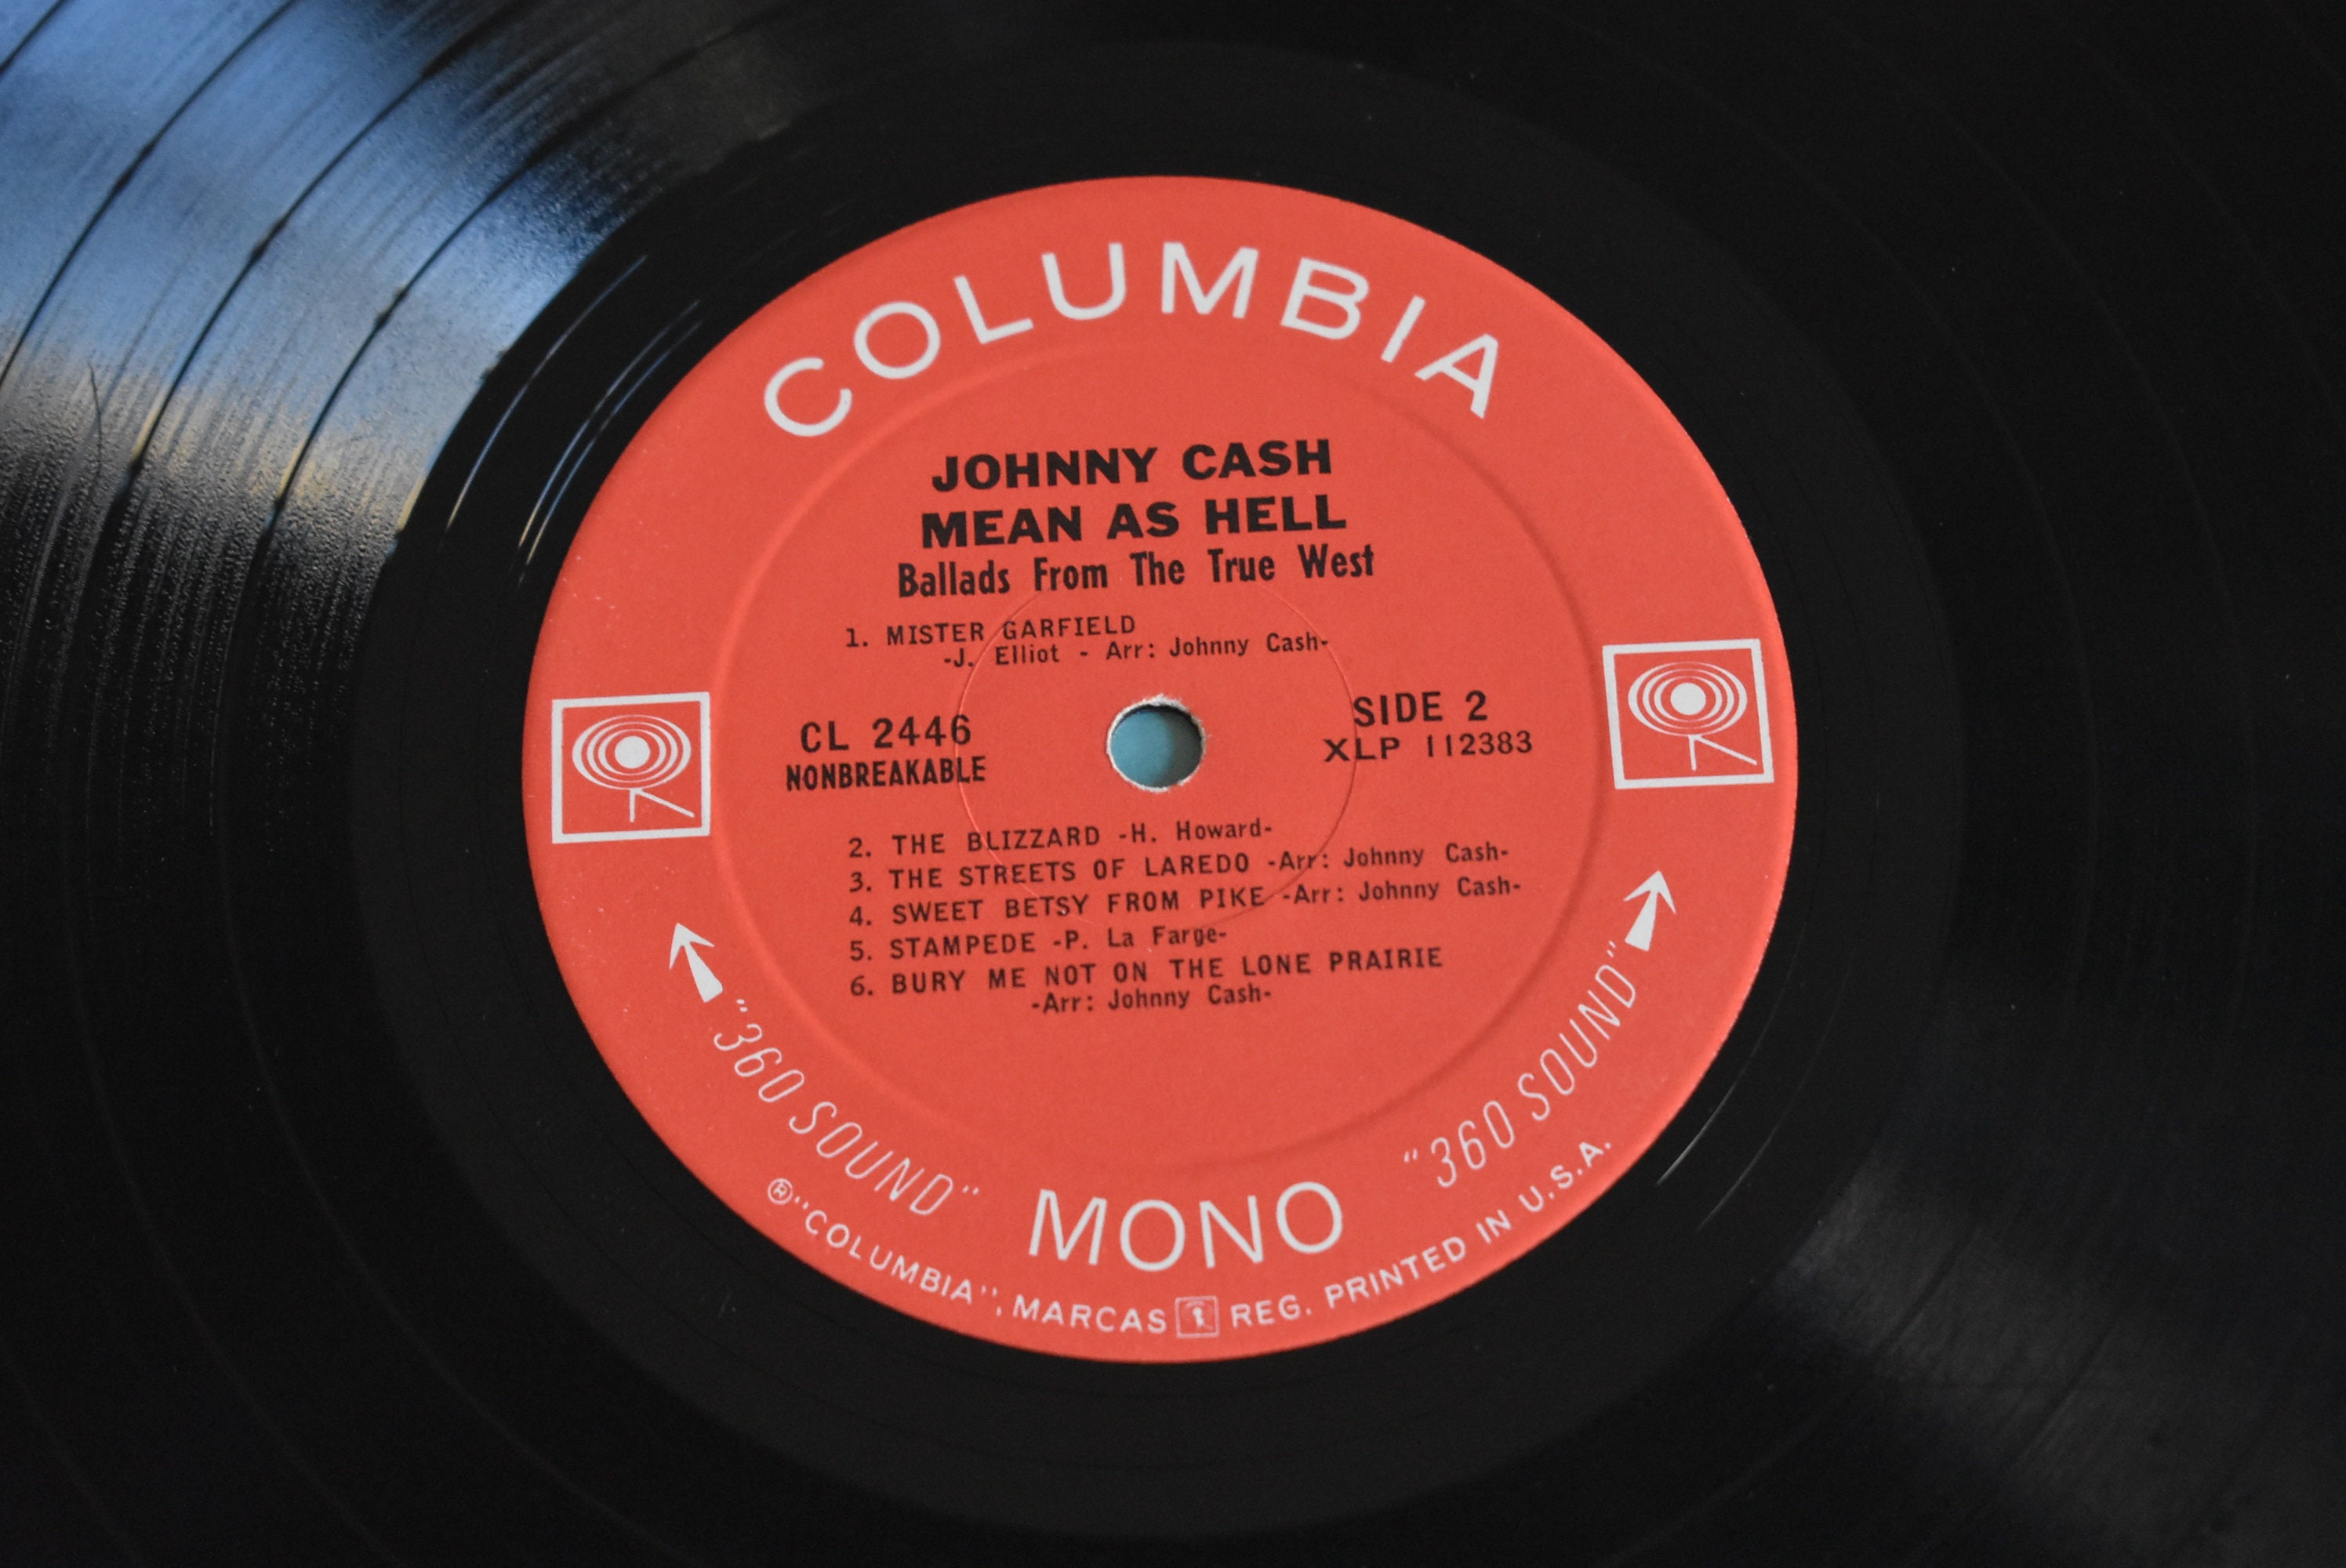 COLUMBIA
JOHNNY CASH
MEAN AS HELL
Ballads From The True West
1. MISTER GARFIELD
-J. Elliot - Arr: Johnny Cash-
CL 2446
NONBREAKABLE
SIDE 2
XLP 112383
2. THE BLIZZARD -H. Howard-
3. THE STREETS OF LAREDO -Arr: Johnny Cash-
4. SWEET BETSY FROM PIKE -Arr: Johnny Cash-
5. STAMPEDE -P. La Farge-
6. BURY ME NOT ON THE LONE PRAIRIE
-Arr: Johnny Cash-
"360 SOUND"
MONO
"360 SOUND"
®"COLUMBIA", MARCAS REG. PRINTED IN U.S.A.